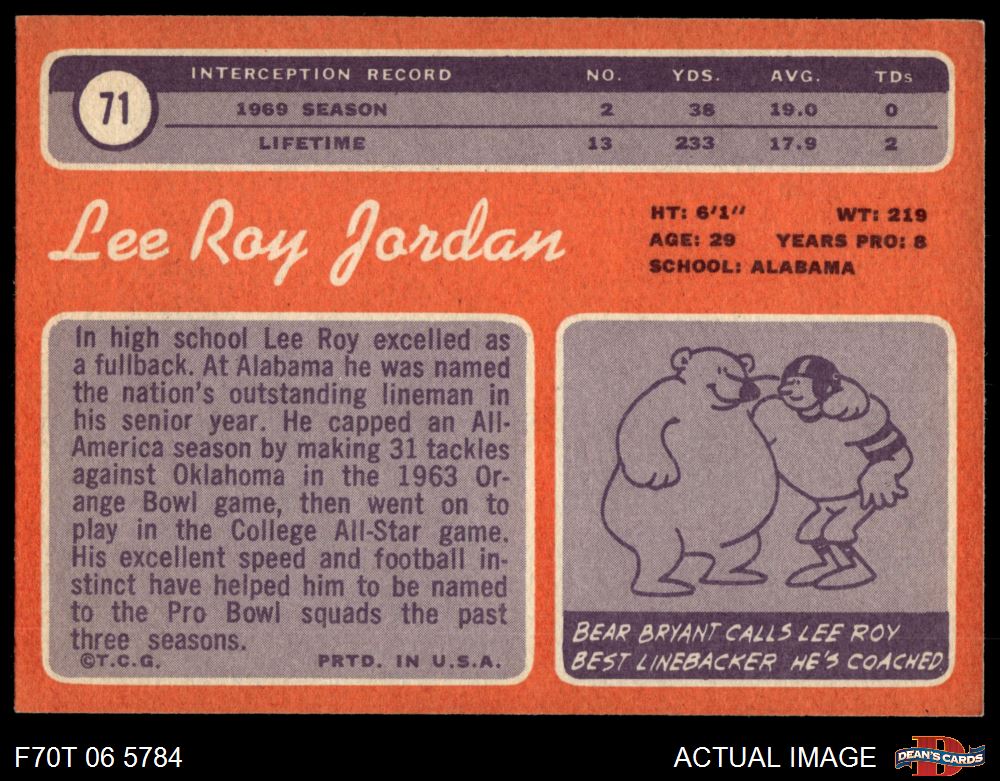 71
INTERCEPTION RECORD NO. YDS. AVG. TDs
1969 SEASON 2 38 19.0 0
LIFETIME 13 233 17.9 2
Lee Roy Jordan
HT: 6'1" WT: 219
AGE: 29 YEARS PRO: 8
SCHOOL: ALABAMA
In high school Lee Roy excelled as
a fullback. At Alabama he was named
the nation's outstanding lineman in
his senior year. He capped an All-
America season by making 31 tackles
against Oklahoma in the 1963 Or-
ange Bowl game, then went on to
play in the College All-Star game.
His excellent speed and football in-
stinct have helped him to be named
to the Pro Bowl squads the past
three seasons.
©T.C.G. PRTD. IN U.S.A.
BEAR BRYANT CALLS LEE ROY
BEST LINEBACKER HE'S COACHED
F70T 06 5784
ACTUAL IMAGE
D
DEAN'S CARDS